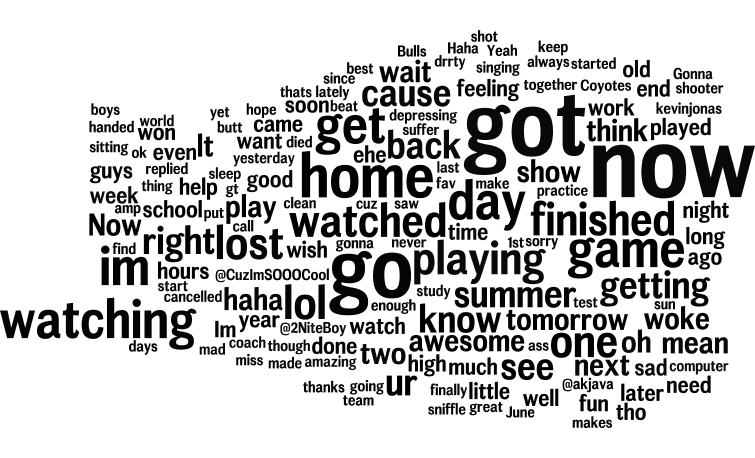 shot
Bulls Haha Yeah keep
drrty singing always started old
best wait Gonna
since feeling together Coyotes end shooter
thats lately cause
boys yet hope soon beat got work kevinjonas
handed world get depressing
won butt came suffer think played
sitting ok even It want died back now
guys replied yesterday ehe
thing help sleep good home last show
week gt fav make practice
amp school put play clean cuz saw day
Now call watched finished night
find right lost wish gonna never time 1st sorry long
im go playing game ago
hours @CuzImSOOOCool
start study summer test getting
cancelled haha lol enough sun
watching Im year @2NiteBoy watch know tomorrow woke
days mad coach though done awesome ass one oh mean
miss made amazing two high much see next sad computer
thanks going ur finally little @akjava later need
team well fun
sniffle great June tho
makes